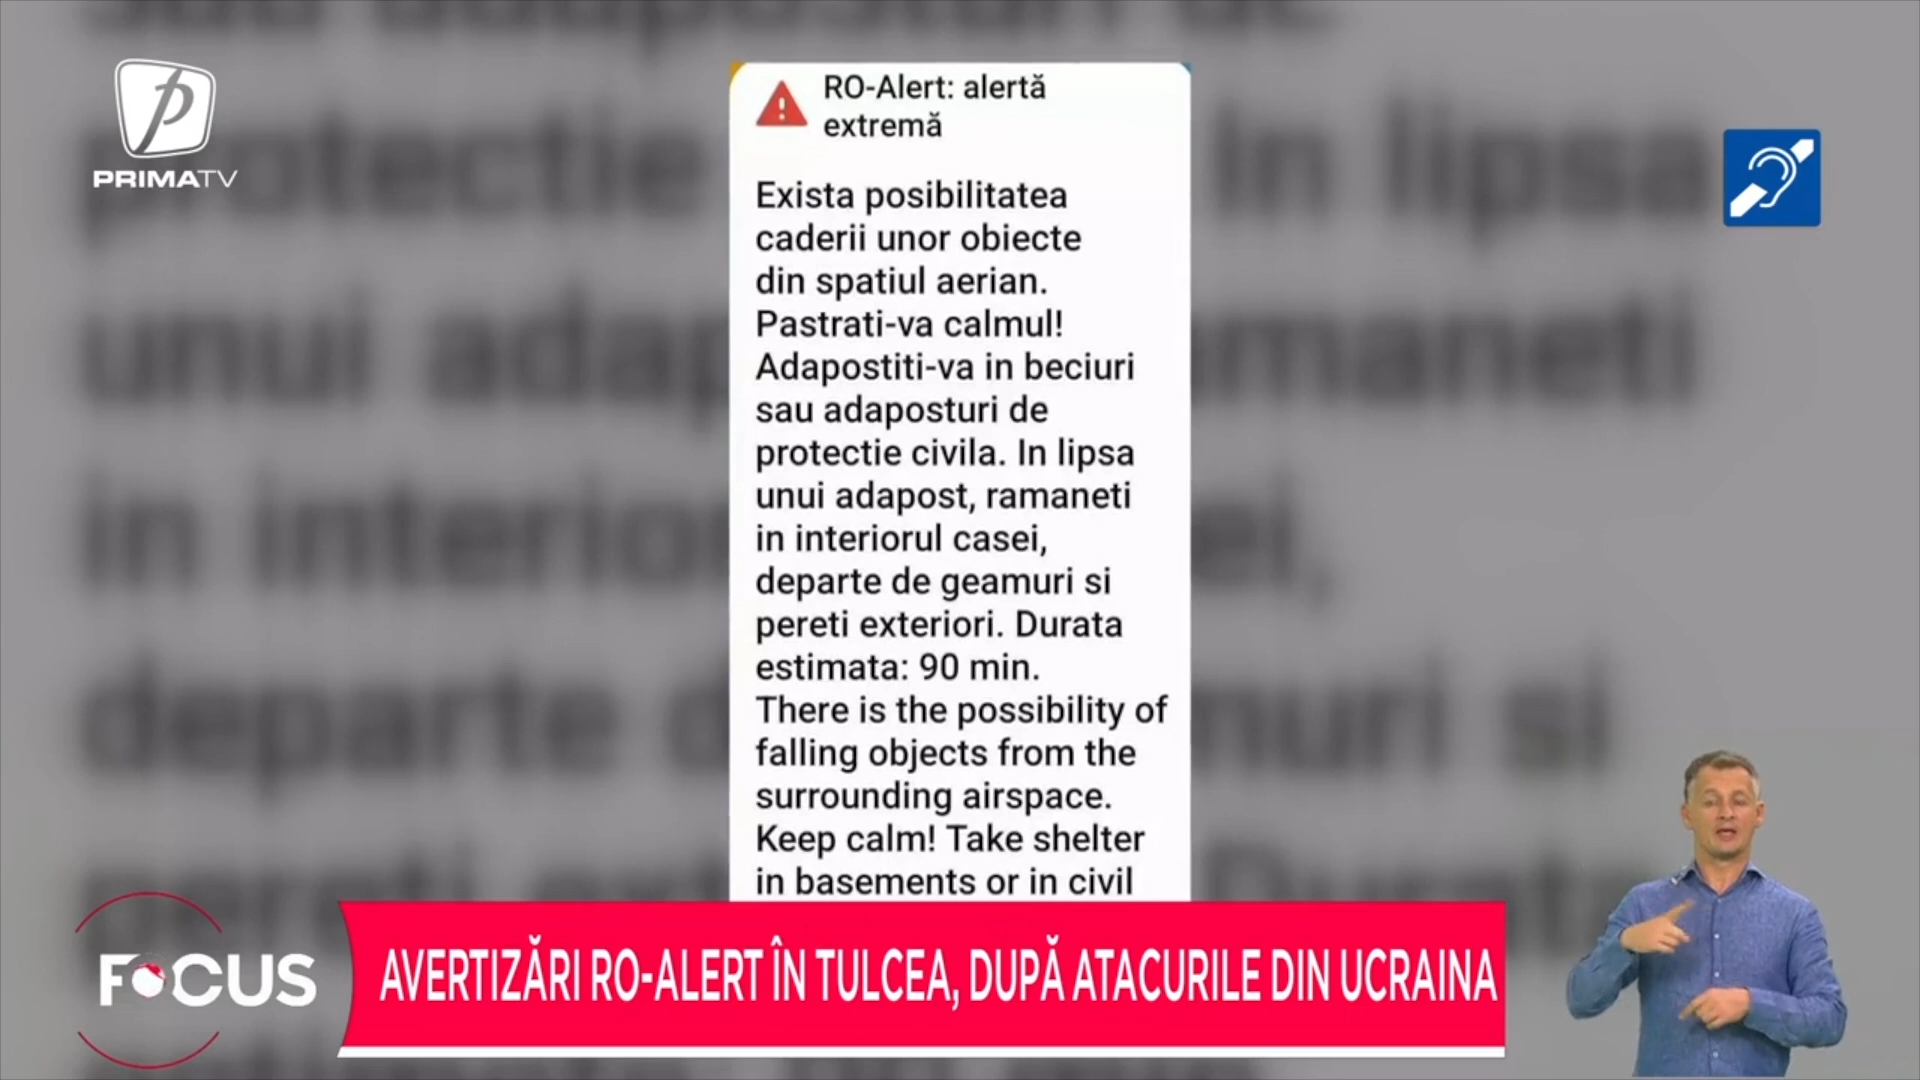 PRIMATV
RO-Alert: alertă
extremă
Exista posibilitatea
caderii unor obiecte
din spatiul aerian.
Pastrati-va calmul!
Adapostiti-va in beciuri
sau adaposturi de
protectie civila. In lipsa
unui adapost, ramaneti
in interiorul casei,
departe de geamuri si
pereti exteriori. Durata
estimata: 90 min.
There is the possibility of
falling objects from the
surrounding airspace.
Keep calm! Take shelter
in basements or in civil
FOCUS
AVERTIZĂRI RO-ALERT ÎN TULCEA, DUPĂ ATACURILE DIN UCRAINA